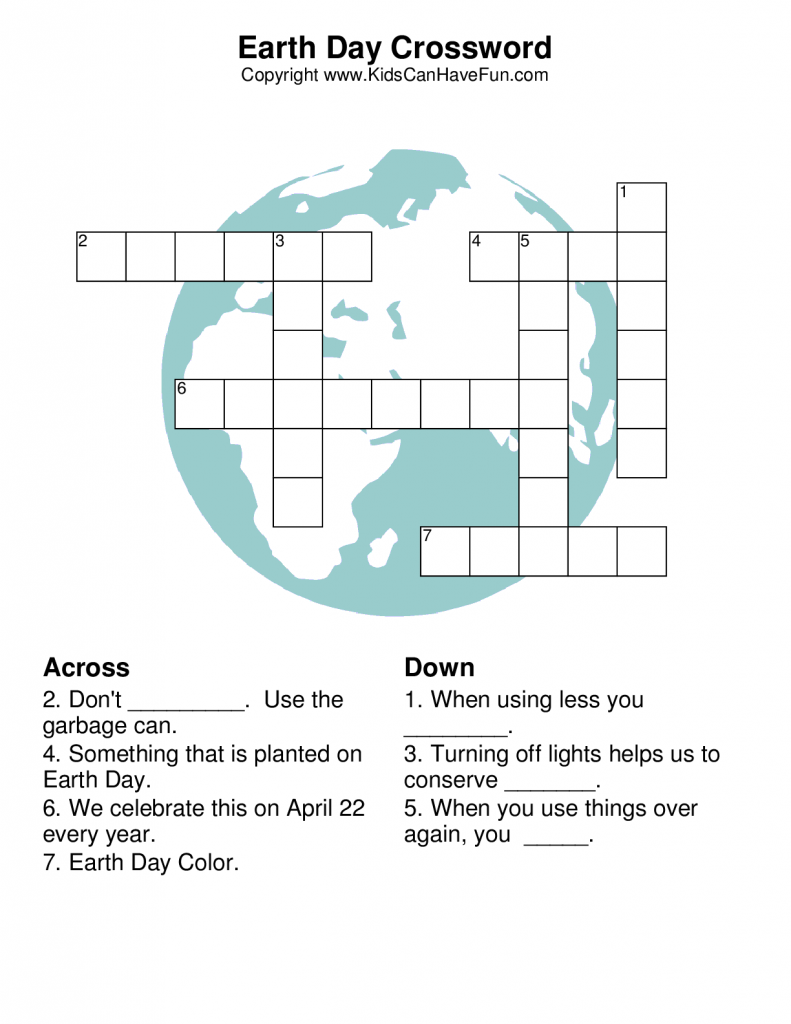 Earth Day Crossword
Copyright www.KidsCanHaveFun.com
1
2
3
4
5
6
7
Across
2. Don't _________.  Use the
garbage can.
4. Something that is planted on
Earth Day.
6. We celebrate this on April 22
every year.
7. Earth Day Color.
Down
1. When using less you
________.
3. Turning off lights helps us to
conserve _______.
5. When you use things over
again, you  _____.